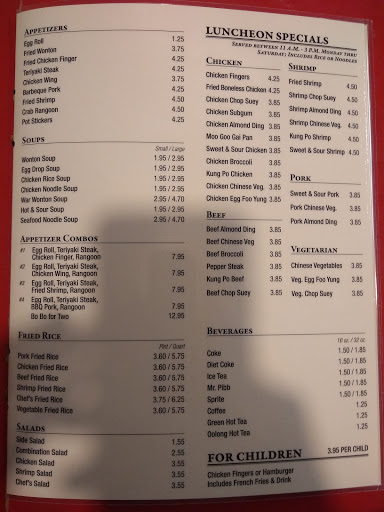 APPETIZERS
Egg Roll 1.25
Fried Wonton 3.75
Fried Chicken Finger 4.25
Teriyaki Steak 4.25
Chicken Wing 3.75
Barbeque Pork 4.25
Fried Shrimp 4.50
Crab Rangoon 4.50
Pot Stickers 4.25
SOUPS
Small / Large
Wonton Soup 1.95 / 2.95
Egg Drop Soup 1.95 / 2.95
Chicken Rice Soup 1.95 / 2.95
Chicken Noodle Soup 1.95 / 2.95
War Wonton Soup 2.95 / 4.70
Hot & Sour Soup 1.95 / 2.95
Seafood Noodle Soup 2.95 / 4.70
APPETIZER COMBOS
#1 Egg Roll, Teriyaki Steak,
Chicken Finger, Rangoon 7.95
#2 Egg Roll, Teriyaki Steak,
Chicken Wing, Rangoon 7.95
#3 Egg Roll, Teriyaki Steak,
Fried Shrimp, Rangoon 7.95
#4 Egg Roll, Teriyaki Steak,
BBQ Pork, Rangoon 7.95
Bo Bo for Two 12.95
FRIED RICE
Pint / Quart
Pork Fried Rice 3.60 / 5.75
Chicken Fried Rice 3.60 / 5.75
Beef Fried Rice 3.60 / 5.75
Shrimp Fried Rice 3.60 / 5.75
Chef's Fried Rice 3.75 / 6.25
Vegetable Fried Rice 3.60 / 5.75
SALADS
Side Salad 1.55
Combination Salad 2.55
Chicken Salad 3.55
Shrimp Salad 3.55
Chef's Salad 3.55
LUNCHEON SPECIALS
SERVED BETWEEN 11 A.M. - 3 P.M. MONDAY THRU
SATURDAY; INCLUDES RICE OR NOODLES
CHICKEN
Chicken Fingers 4.25
Fried Boneless Chicken 4.25
Chicken Chop Suey 3.85
Chicken Subgum 3.85
Chicken Almond Ding 3.85
Moo Goo Gai Pan 3.85
Sweet & Sour Chicken 3.85
Chicken Broccoli 3.85
Kung Po Chicken 3.85
Chicken Chinese Veg. 3.85
Chicken Egg Foo Yung 3.85
BEEF
Beef Almond Ding 3.85
Beef Chinese Veg 3.85
Beef Broccoli 3.85
Pepper Steak 3.85
Kung Po Beef 3.85
Beef Chop Suey 3.85
SHRIMP
Fried Shrimp 4.50
Shrimp Chop Suey 4.50
Shrimp Almond Ding 4.50
Shrimp Chinese Veg. 4.50
Kung Po Shrimp 4.50
Sweet & Sour Shrimp 4.50
PORK
Sweet & Sour Pork 3.85
Pork Chinese Veg. 3.85
Pork Almond Ding 3.85
VEGETARIAN
Chinese Vegetables 3.85
Veg. Egg Foo Yung 3.85
Veg. Chop Suey 3.85
BEVERAGES
16 oz. / 32 oz.
Coke 1.50 / 1.85
Diet Coke 1.50 / 1.85
Ice Tea 1.50 / 1.85
Mr. Pibb 1.50 / 1.85
Sprite 1.50 / 1.85
Coffee 1.25
Green Hot Tea 1.25
Oolong Hot Tea 1.25
FOR CHILDREN 3.95 PER CHILD
Chicken Fingers or Hamburger
Includes French Fries & Drink